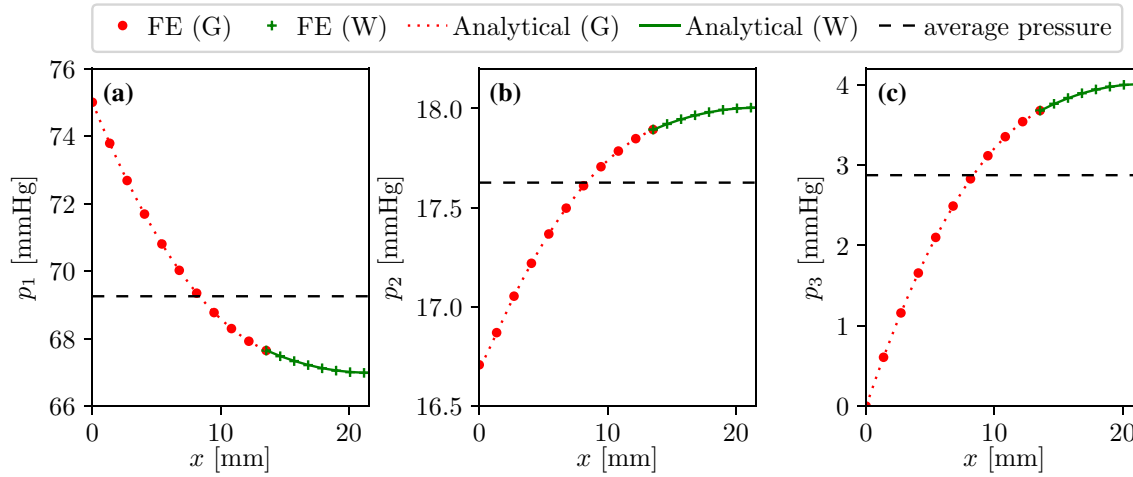 FE (G) FE (W) Analytical (G) Analytical (W) average pressure
(a)
76
74
72
70
68
66
p1 [mmHg]
0 10 20
x [mm]
(b)
18.0
17.5
17.0
16.5
p2 [mmHg]
0 10 20
x [mm]
(c)
4
3
2
1
0
p3 [mmHg]
0 10 20
x [mm]